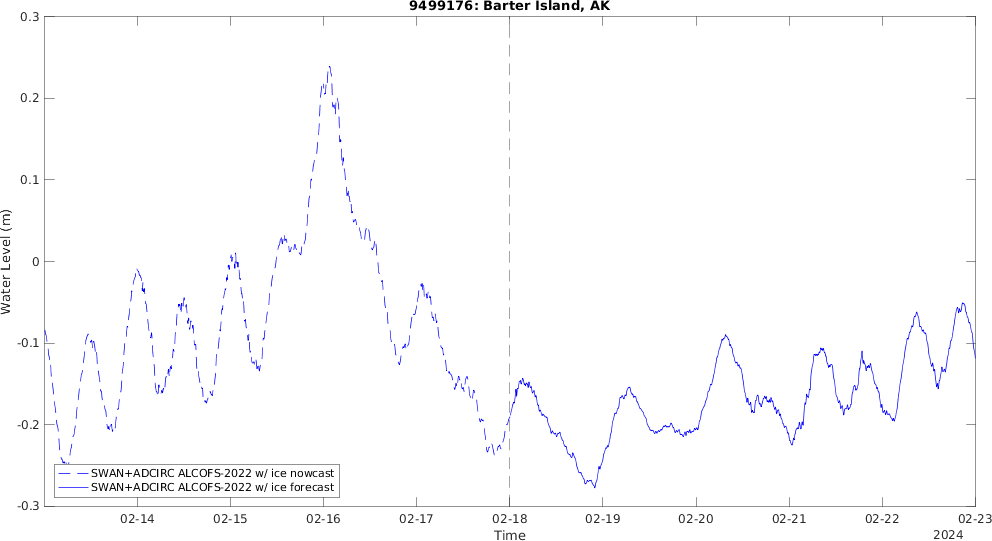 9499176: Barter Island, AK
0.3
0.2
0.1
0
-0.1
-0.2
-0.3
Water Level (m)
SWAN+ADCIRC ALCOFS-2022 w/ ice nowcast
SWAN+ADCIRC ALCOFS-2022 w/ ice forecast
02-14 02-15 02-16 02-17 02-18 02-19 02-20 02-21 02-22 02-23
Time
2024